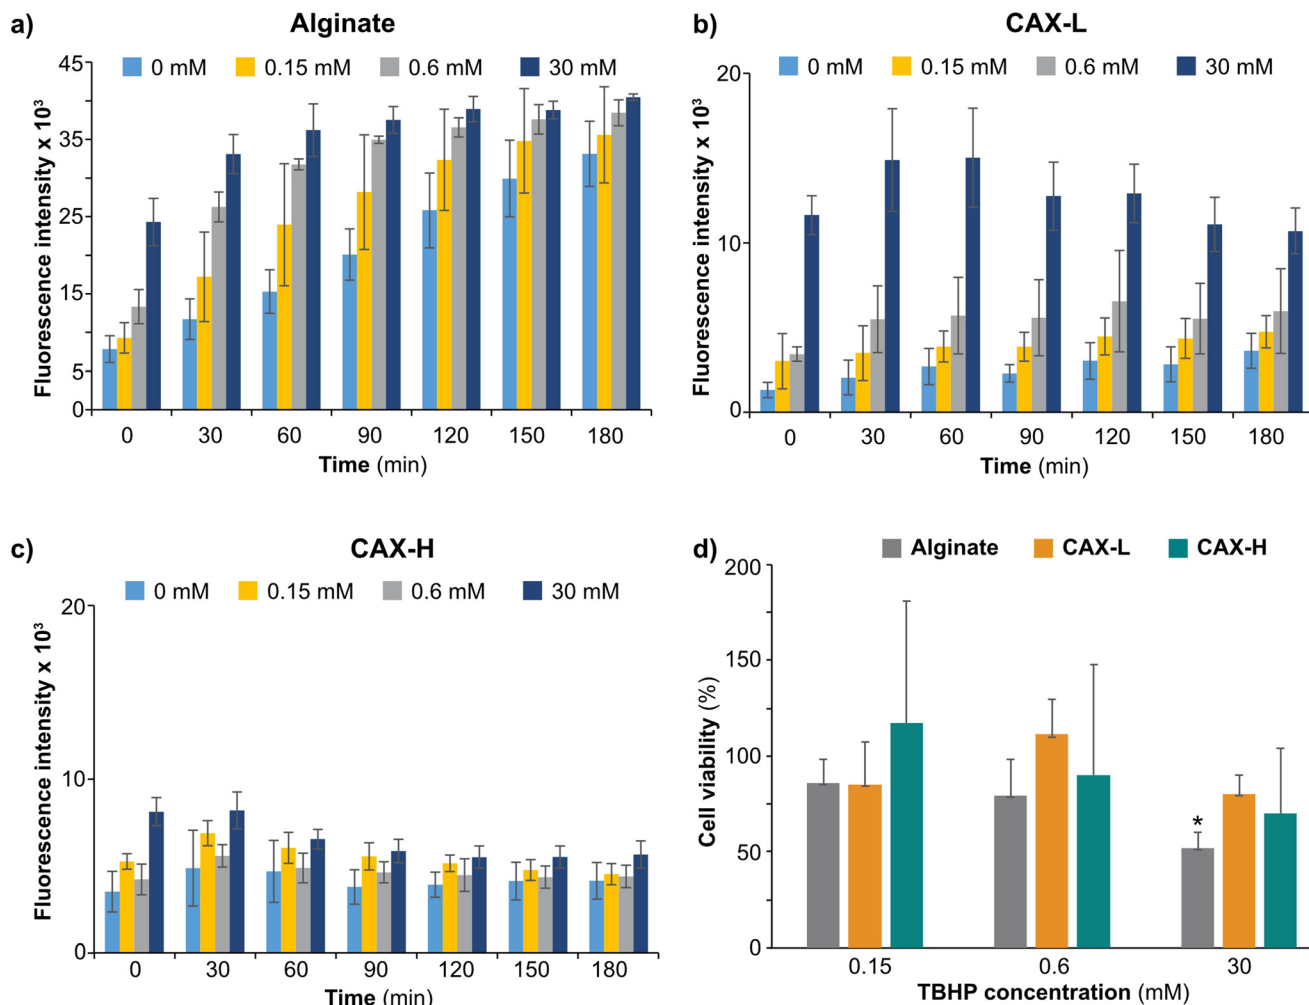 a) Alginate
0 mM 0.15 mM 0.6 mM 30 mM
Fluorescence intensity x 10³
45
35
25
15
5
0
0 30 60 90 120 150 180
Time (min)
b) CAX-L
0 mM 0.15 mM 0.6 mM 30 mM
Fluorescence intensity x 10³
20
10
0
0 30 60 90 120 150 180
Time (min)
c) CAX-H
0 mM 0.15 mM 0.6 mM 30 mM
Fluorescence intensity x 10³
20
10
0
0 30 60 90 120 150 180
Time (min)
d)
Alginate CAX-L CAX-H
Cell viability (%)
200
150
100
50
0
*
0.15 0.6 30
TBHP concentration (mM)